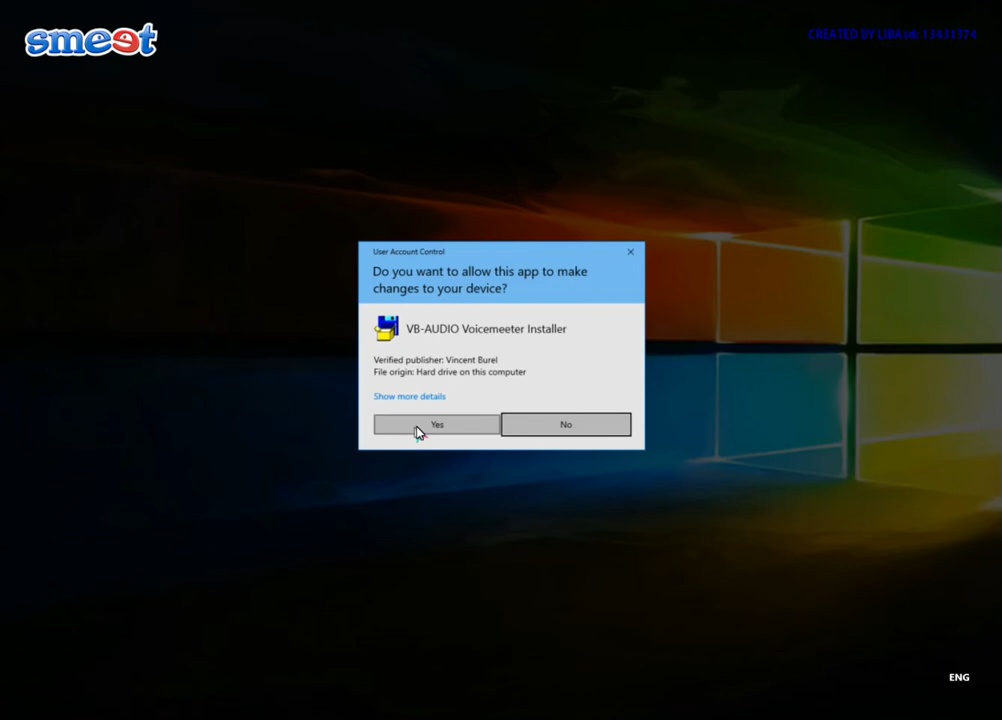 smeet
CREATED BY LIBA id: 13431374
User Account Control
Do you want to allow this app to make
changes to your device?
VB-AUDIO Voicemeeter Installer
Verified publisher: Vincent Burel
File origin: Hard drive on this computer
Show more details
Yes
No
ENG